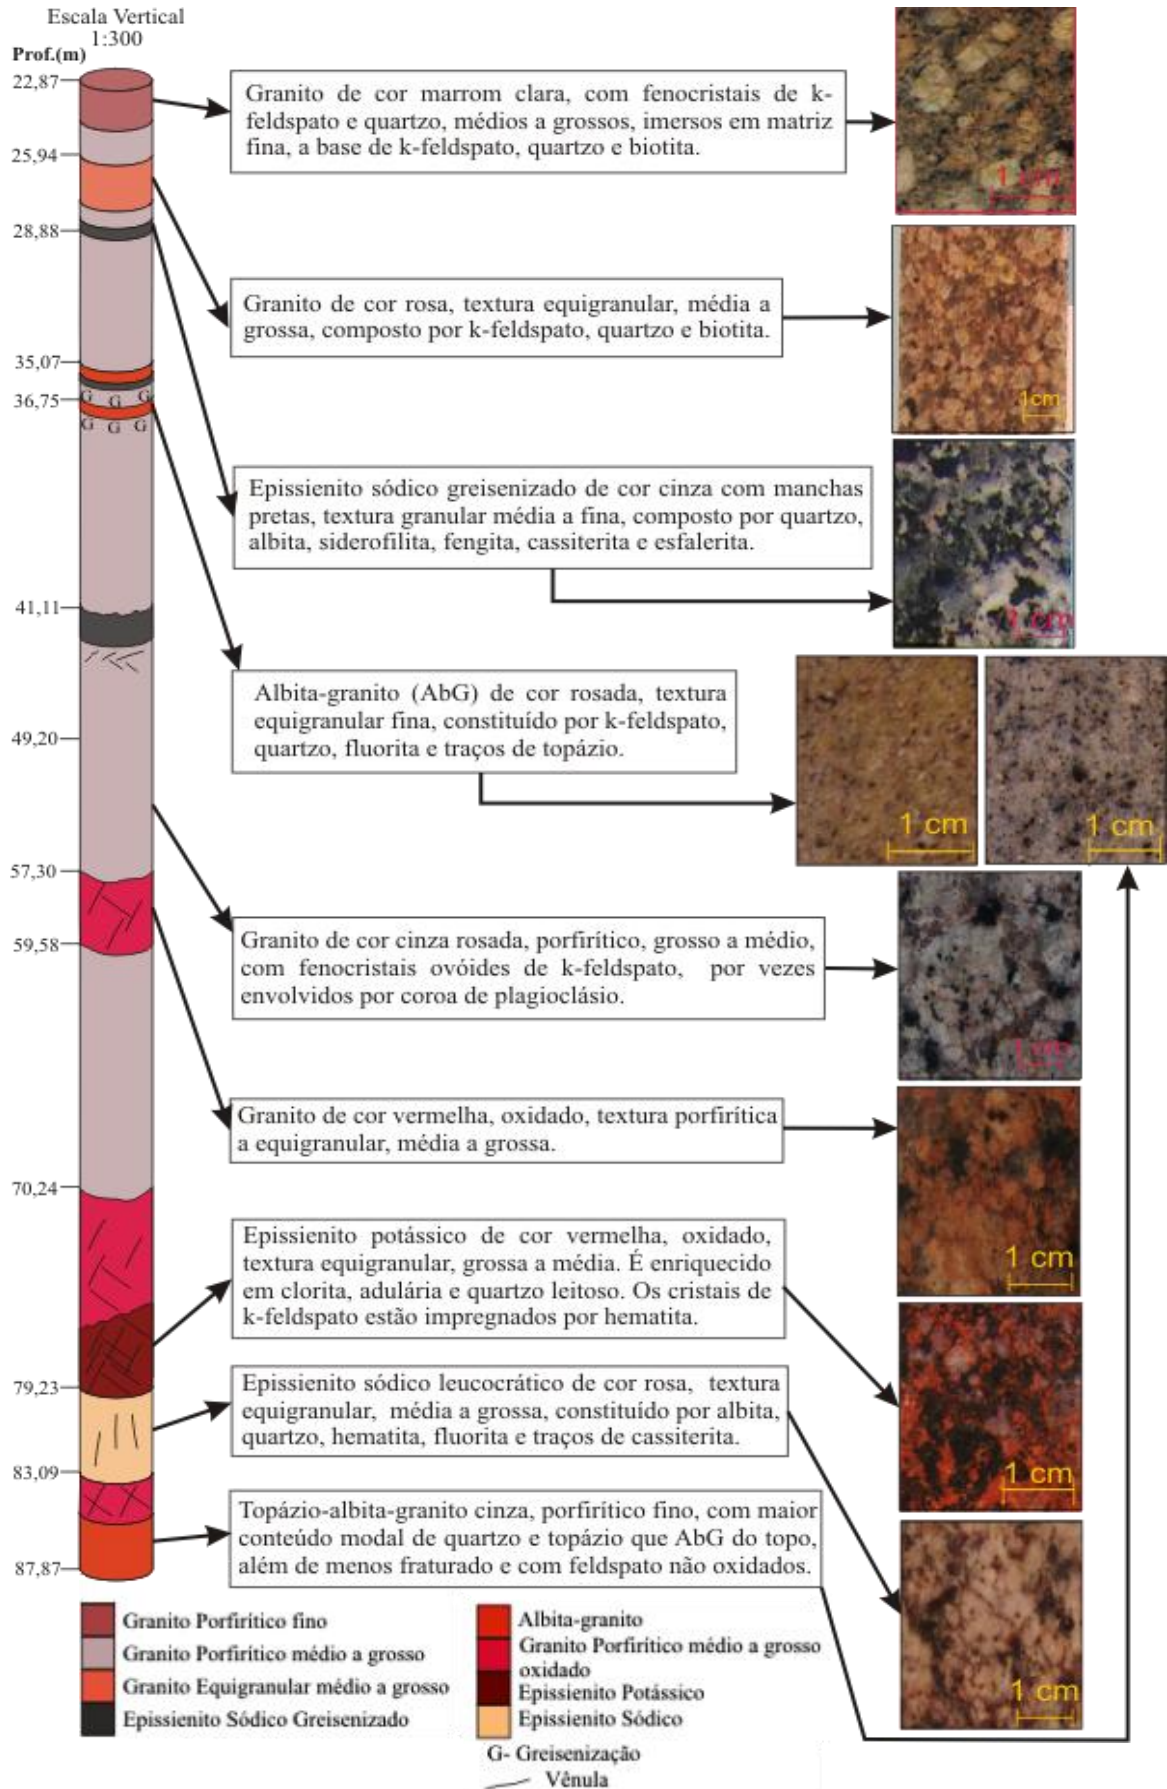 Escala Vertical
1:300
Prof.(m)
22,87
Granito de cor marrom clara, com fenocristais de k-
feldspato e quartzo, médios a grossos, imersos em matriz
fina, a base de k-feldspato, quartzo e biotita.
1 cm
25,94
28,88
Granito de cor rosa, textura equigranular, média a
grossa, composto por k-feldspato, quartzo e biotita.
1cm
35,07
36,75
G G G
G G G
Epissienito sódico greisenizado de cor cinza com manchas
pretas, textura granular média a fina, composto por quartzo,
albita, siderofilita, fengita, cassiterita e esfalerita.
1 cm
41,11
Albita-granito (AbG) de cor rosada, textura
equigranular fina, constituído por k-feldspato,
quartzo, fluorita e traços de topázio.
1 cm
1 cm
49,20
57,30
59,58
Granito de cor cinza rosada, porfirítico, grosso a médio,
com fenocristais ovóides de k-feldspato, por vezes
envolvidos por coroa de plagioclásio.
1 cm
Granito de cor vermelha, oxidado, textura porfirítica
a equigranular, média a grossa.
1 cm
70,24
Epissienito potássico de cor vermelha, oxidado,
textura equigranular, grossa a média. É enriquecido
em clorita, adulária e quartzo leitoso. Os cristais de
k-feldspato estão impregnados por hematita.
1 cm
79,23
Epissienito sódico leucocrático de cor rosa, textura
equigranular, média a grossa, constituído por albita,
quartzo, hematita, fluorita e traços de cassiterita.
1 cm
83,09
Topázio-albita-granito cinza, porfirítico fino, com maior
conteúdo modal de quartzo e topázio que AbG do topo,
além de menos fraturado e com feldspato não oxidados.
87,87
Granito Porfirítico fino
Granito Porfirítico médio a grosso
Granito Equigranular médio a grosso
Epissienito Sódico Greisenizado
Albita-granito
Granito Porfirítico médio a grosso
oxidado
Epissienito Potássico
Epissienito Sódico
G- Greisenização
Vênula